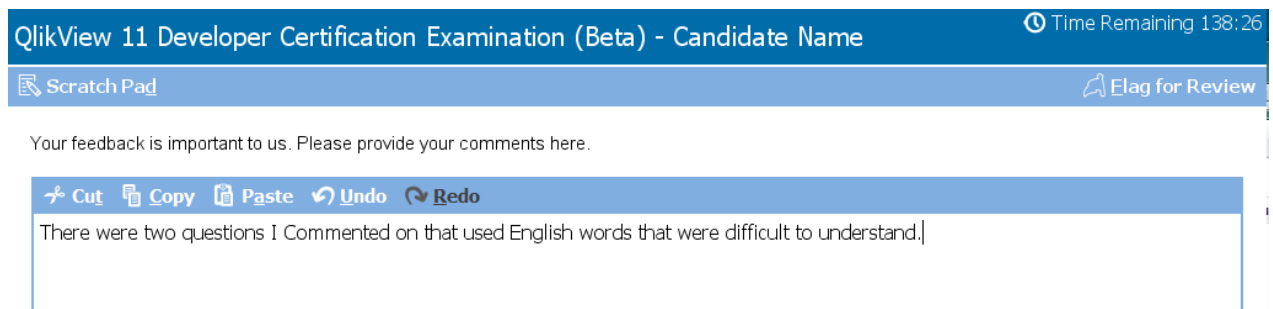 QlikView 11 Developer Certification Examination (Beta) - Candidate Name
Time Remaining 138:26
Scratch Pad
Flag for Review
Your feedback is important to us. Please provide your comments here.
Cut Copy Paste Undo Redo
There were two questions I Commented on that used English words that were difficult to understand.